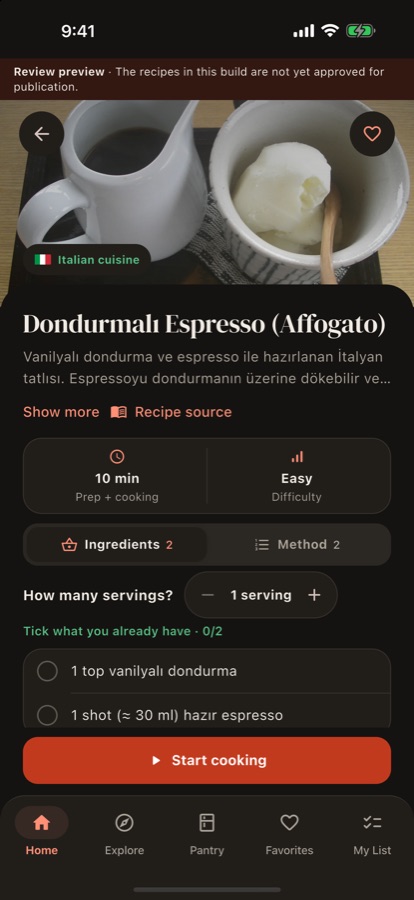 9:41
Review preview · The recipes in this build are not yet approved for
publication.
Italian cuisine
Dondurmalı Espresso (Affogato)
Vanilyalı dondurma ve espresso ile hazırlanan İtalyan
tatlısı. Espressoyu dondurmanın üzerine dökebilir ve...
Show more Recipe source
10 min
Prep + cooking
Easy
Difficulty
Ingredients 2
Method 2
How many servings? − 1 serving +
Tick what you already have · 0/2
1 top vanilyalı dondurma
1 shot (≈ 30 ml) hazır espresso
Start cooking
Home
Explore
Pantry
Favorites
My List